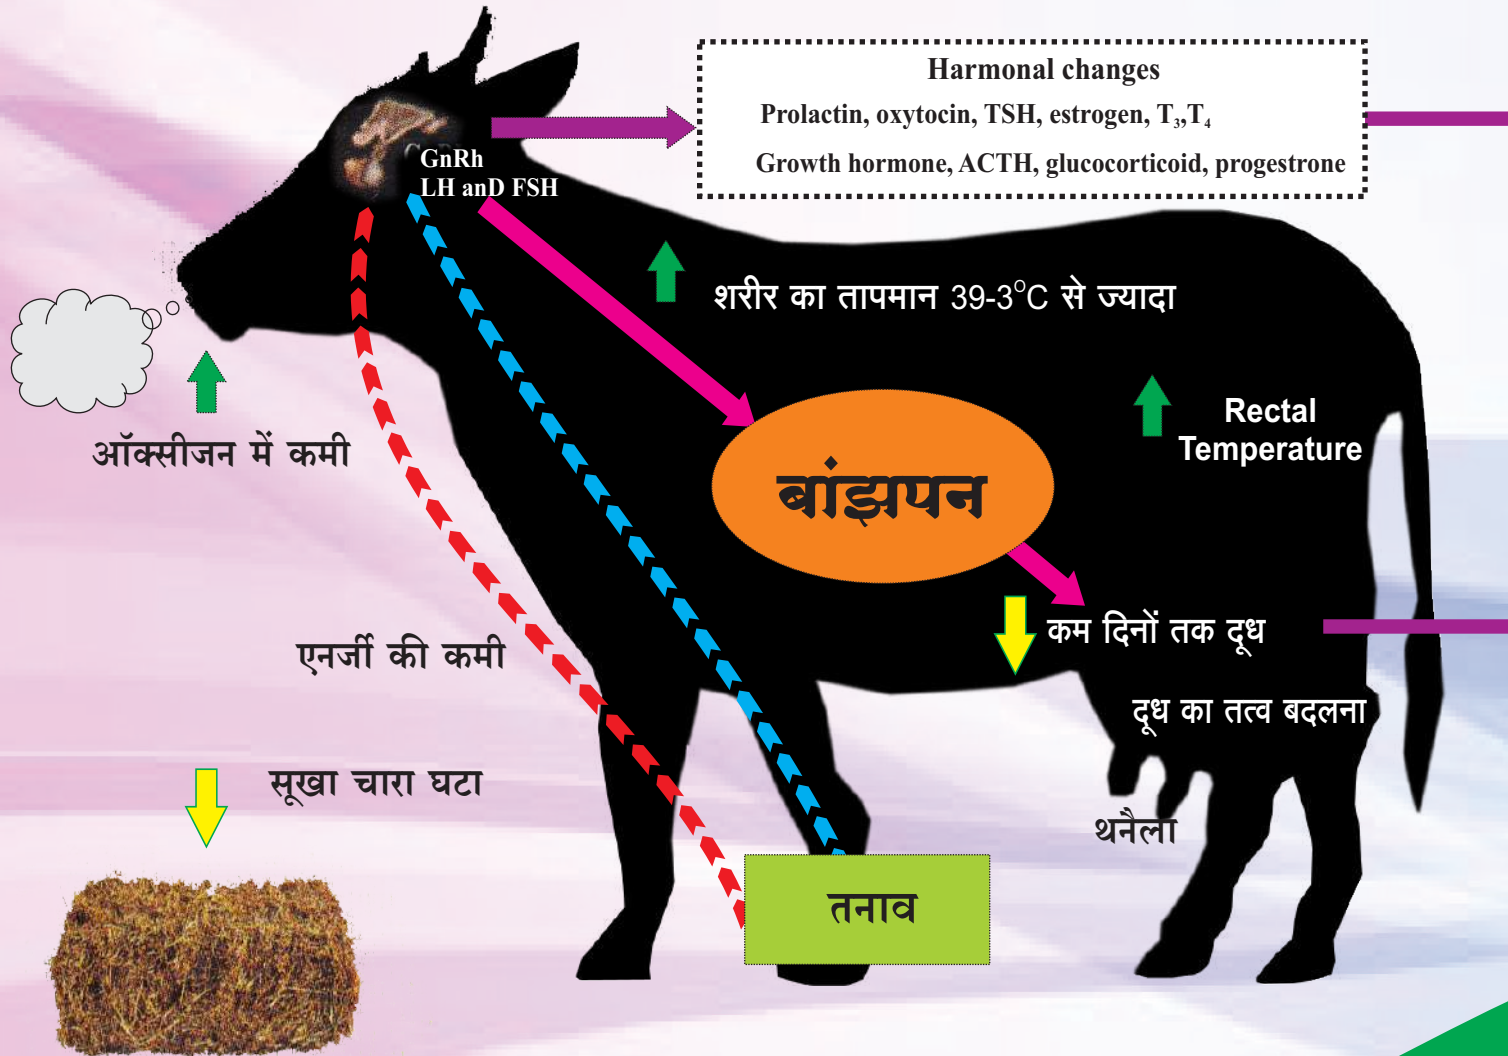 Harmonal changes
Prolactin, oxytocin, TSH, estrogen, T₃,T₄
Growth hormone, ACTH, glucocorticoid, progestrone
GnRh
LH anD FSH
शरीर का तापमान 39-3°C से ज्यादा
Rectal
Temperature
ऑक्सीजन में कमी
बांझपन
एनर्जी की कमी
कम दिनों तक दूध
दूध का तत्व बदलना
सूखा चारा घटा
थनैला
तनाव